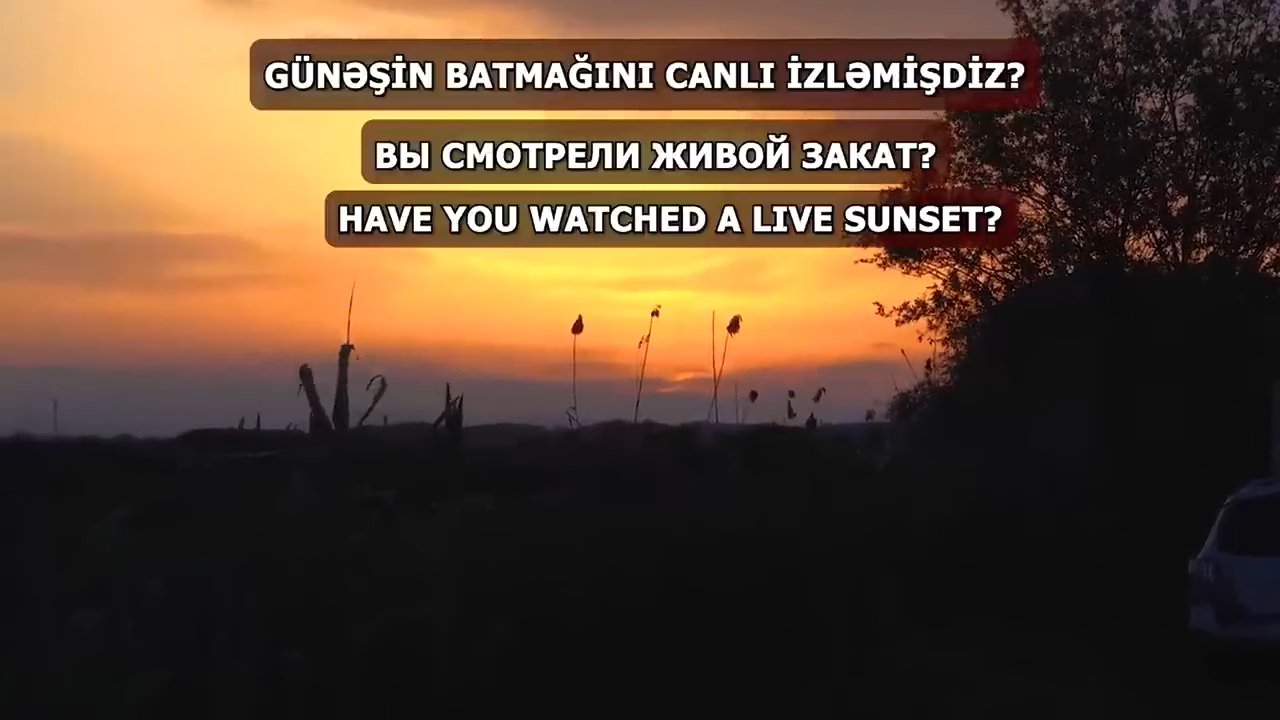 GÜNƏŞİN BATMAĞINI CANLI İZLƏMİŞDİZ?
ВЫ СМОТРЕЛИ ЖИВОЙ ЗАКАТ?
HAVE YOU WATCHED A LIVE SUNSET?